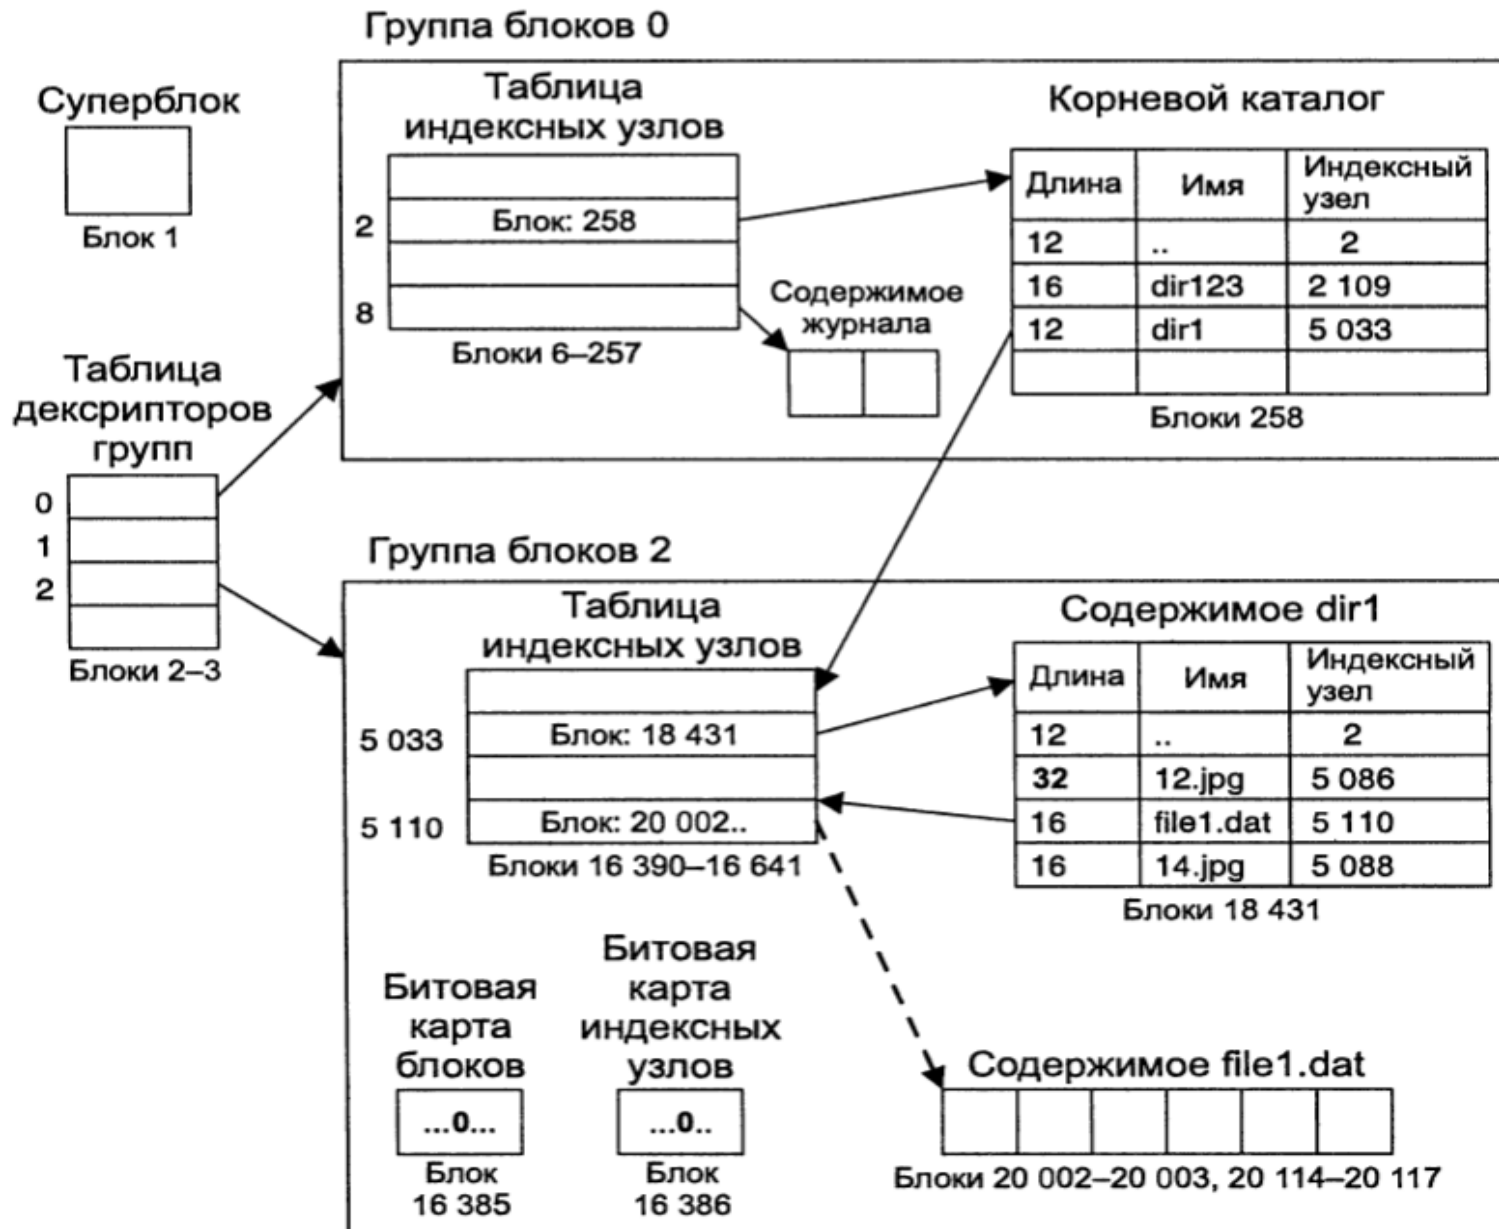 Группа блоков 0
Суперблок
Блок 1
Таблица
индексных узлов
2 Блок: 258
8
Блоки 6–257
Содержимое
журнала
Корневой каталог
Длина Имя Индексный
узел
12 .. 2
16 dir123 2 109
12 dir1 5 033
Блоки 258
Таблица
дексрипторов
групп
0
1
2
Блоки 2–3
Группа блоков 2
Таблица
индексных узлов
5 033 Блок: 18 431
5 110 Блок: 20 002..
Блоки 16 390–16 641
Содержимое dir1
Длина Имя Индексный
узел
12 .. 2
32 12.jpg 5 086
16 file1.dat 5 110
16 14.jpg 5 088
Блоки 18 431
Битовая
карта
блоков
...0...
Блок
16 385
Битовая
карта
индексных
узлов
...0..
Блок
16 386
Содержимое file1.dat
Блоки 20 002–20 003, 20 114–20 117